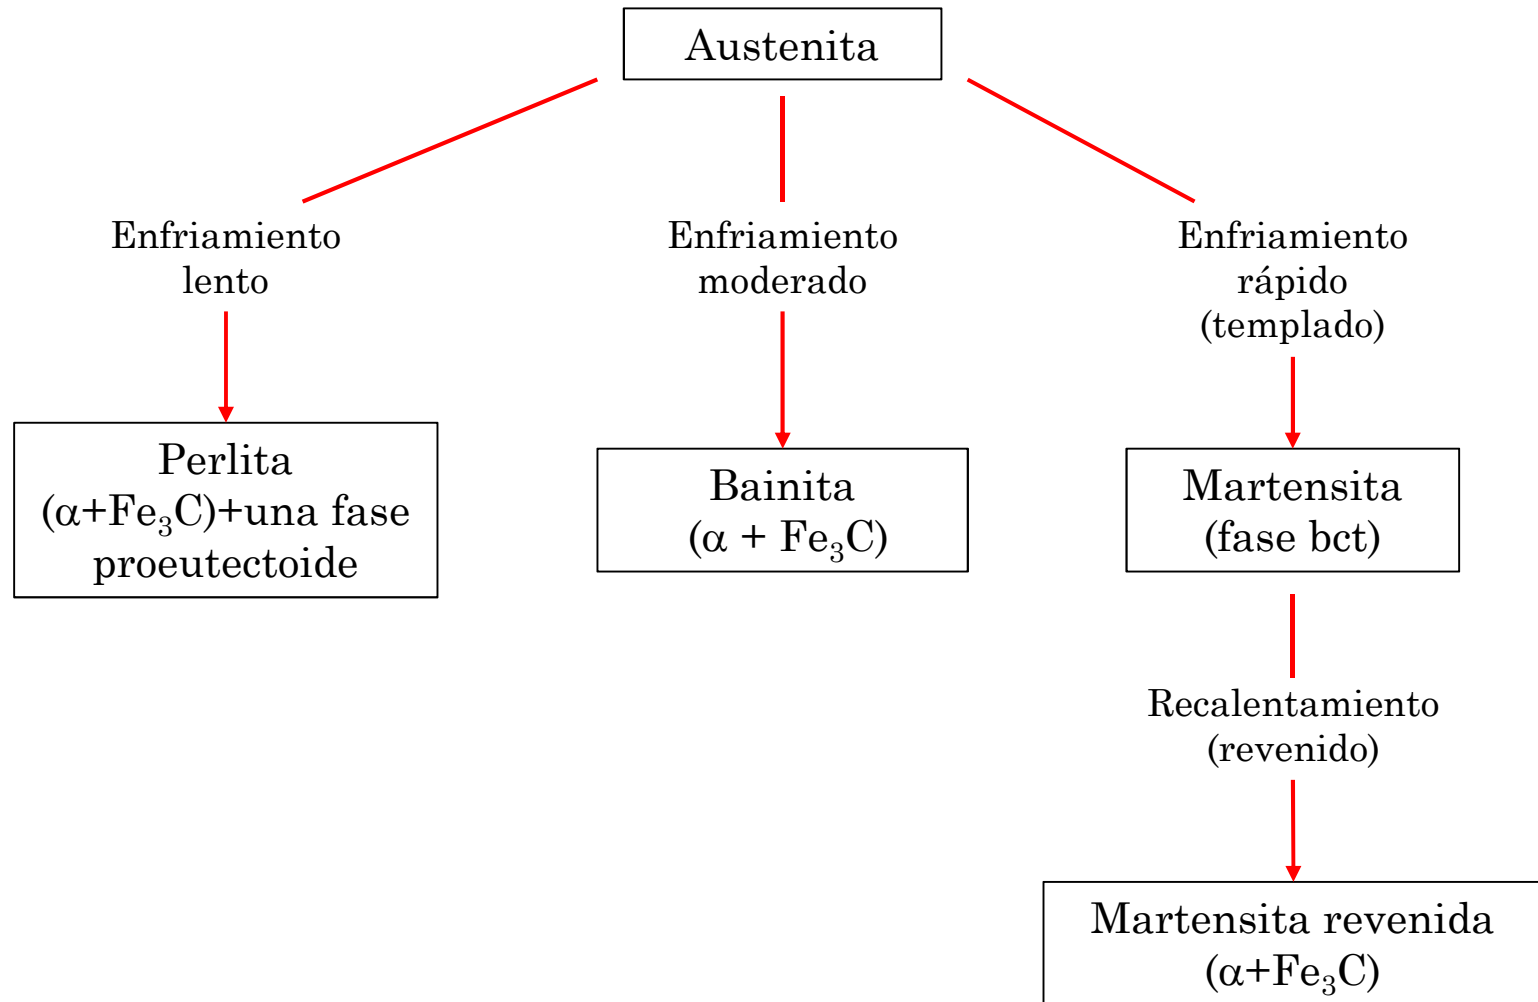 Austenita
Enfriamiento
lento
Enfriamiento
moderado
Enfriamiento
rápido
(templado)
Perlita
(α+Fe₃C)+una fase
proeutectoide
Bainita
(α + Fe₃C)
Martensita
(fase bct)
Recalentamiento
(revenido)
Martensita revenida
(α+Fe₃C)